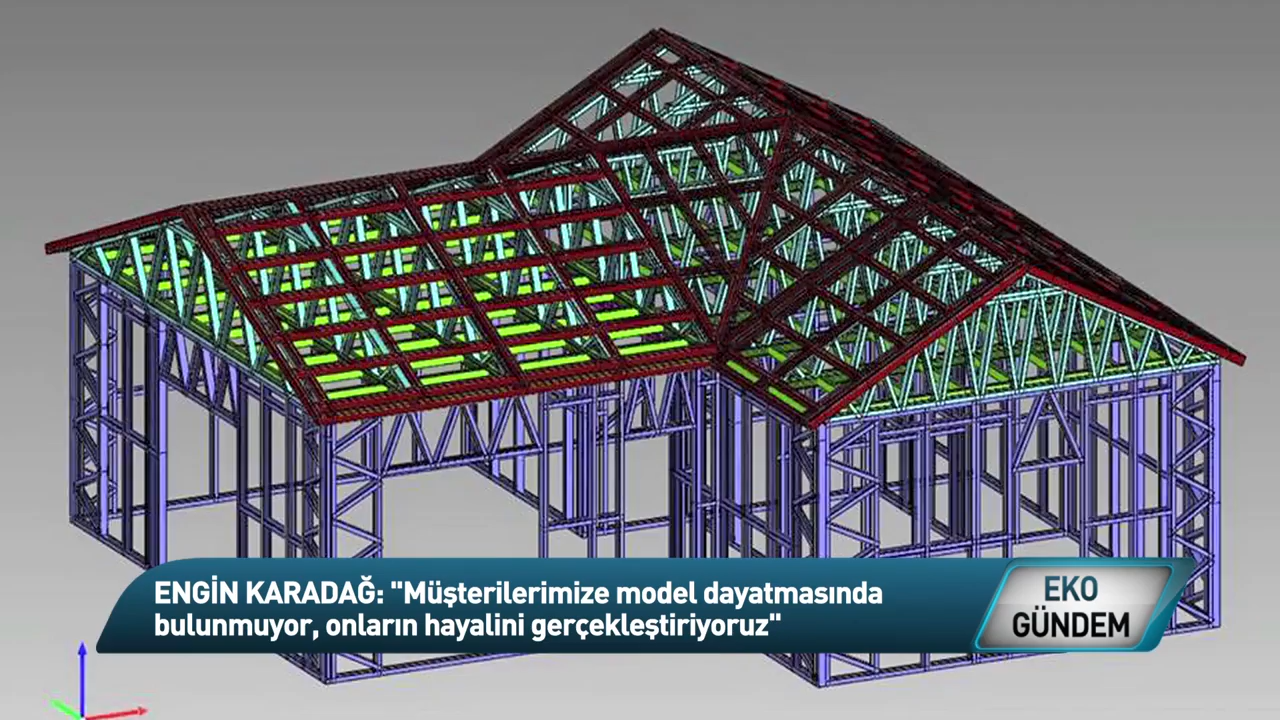 ENGİN KARADAĞ: "Müşterilerimize model dayatmasında
bulunmuyor, onların hayalini gerçekleştiriyoruz"
EKO
GÜNDEM